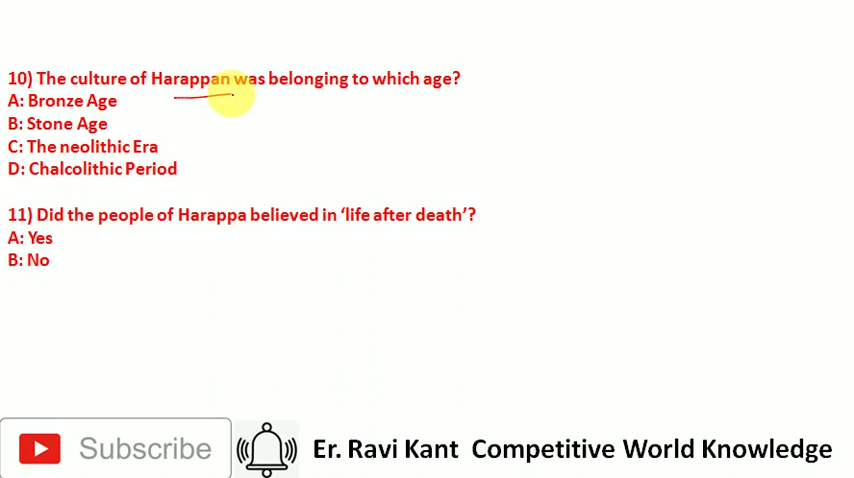 10) The culture of Harappan was belonging to which age?
A: Bronze Age
B: Stone Age
C: The neolithic Era
D: Chalcolithic Period
11) Did the people of Harappa believed in ‘life after death’?
A: Yes
B: No
Subscribe
Er. Ravi Kant Competitive World Knowledge